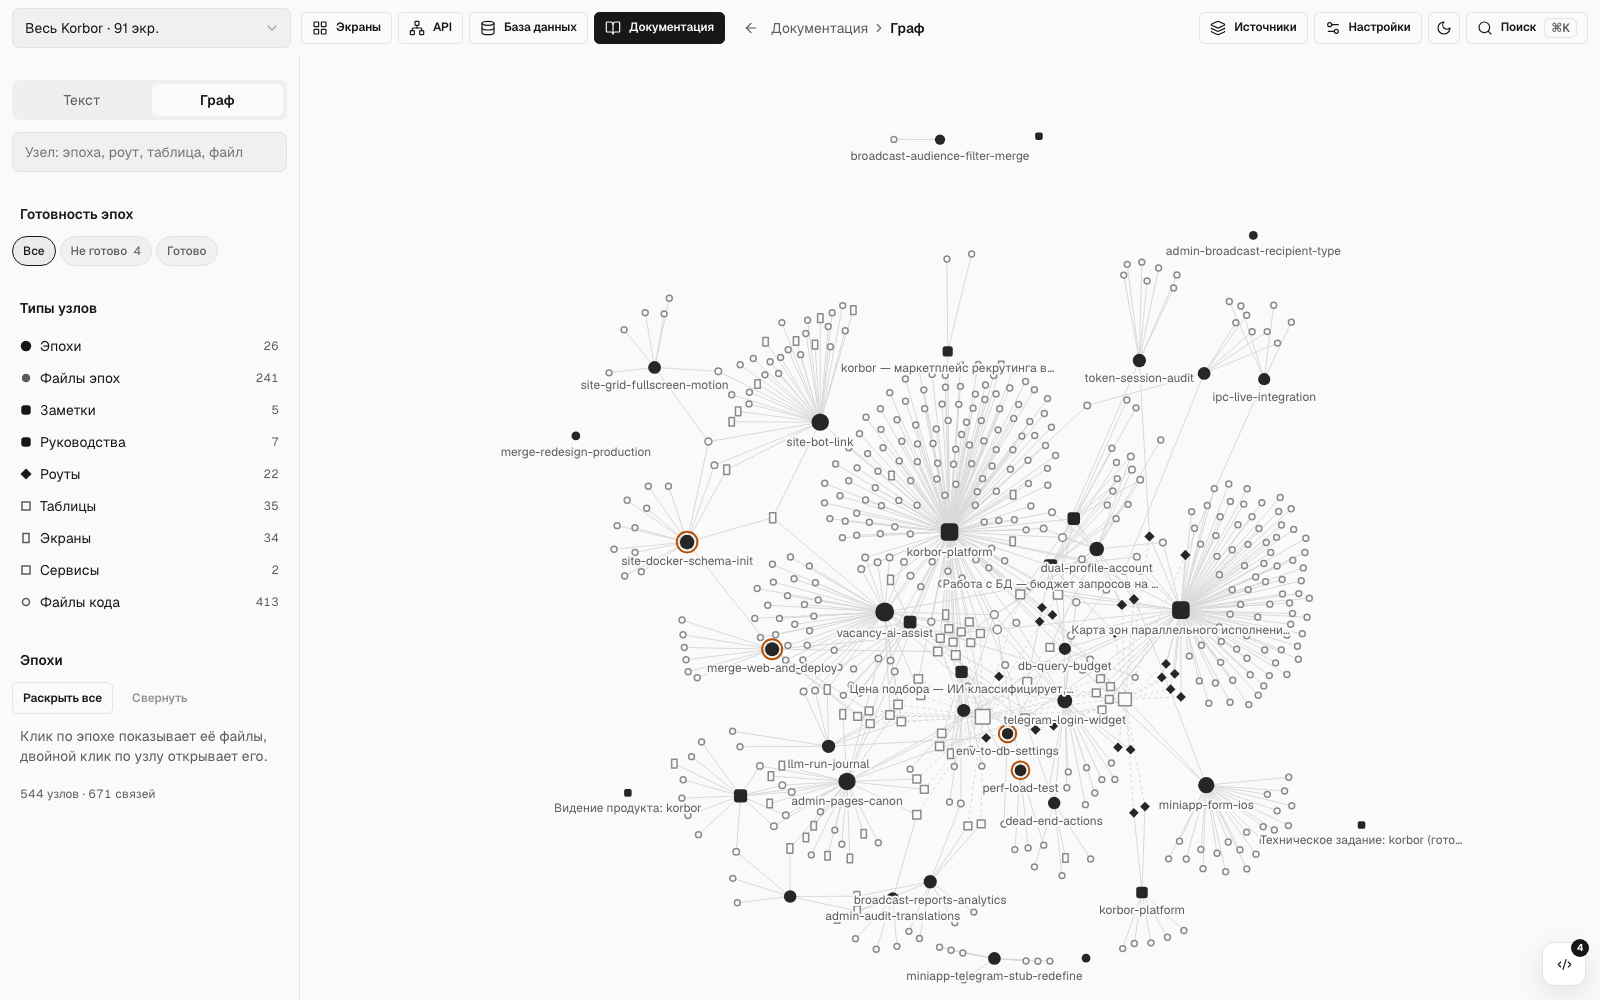 Весь Korbor · 91 экр.
Экраны
API
База данных
Документация
Документация
Граф
Источники
Настройки
Поиск
⌘K
Текст
Граф
Узел: эпоха, роут, таблица, файл
Готовность эпох
Все
Не готово 4
Готово
Типы узлов
Эпохи 26
Файлы эпох 241
Заметки 5
Руководства 7
Роуты 22
Таблицы 35
Экраны 34
Сервисы 2
Файлы кода 413
Эпохи
Раскрыть все
Свернуть
Клик по эпохе показывает её файлы,
двойной клик по узлу открывает его.
544 узлов · 671 связей
broadcast-audience-filter-merge
admin-broadcast-recipient-type
korbor — маркетплейс рекрутинга в…
site-grid-fullscreen-motion
token-session-audit
ipc-live-integration
merge-redesign-production
site-bot-link
korbor-platform
site-docker-schema-init
dual-profile-account
Работа с БД — бюджет запросов на …
vacancy-ai-assist
Карта зон параллельного исполнени…
merge-web-and-deploy
db-query-budget
Цена подбора — ИИ классифицирует,…
telegram-login-widget
env-to-db-settings
llm-run-journal
perf-load-test
admin-pages-canon
miniapp-form-ios
Видение продукта: korbor
dead-end-actions
Техническое задание: korbor (гото…
broadcast-reports-analytics
admin-audit-translations
korbor-platform
miniapp-telegram-stub-redefine
4